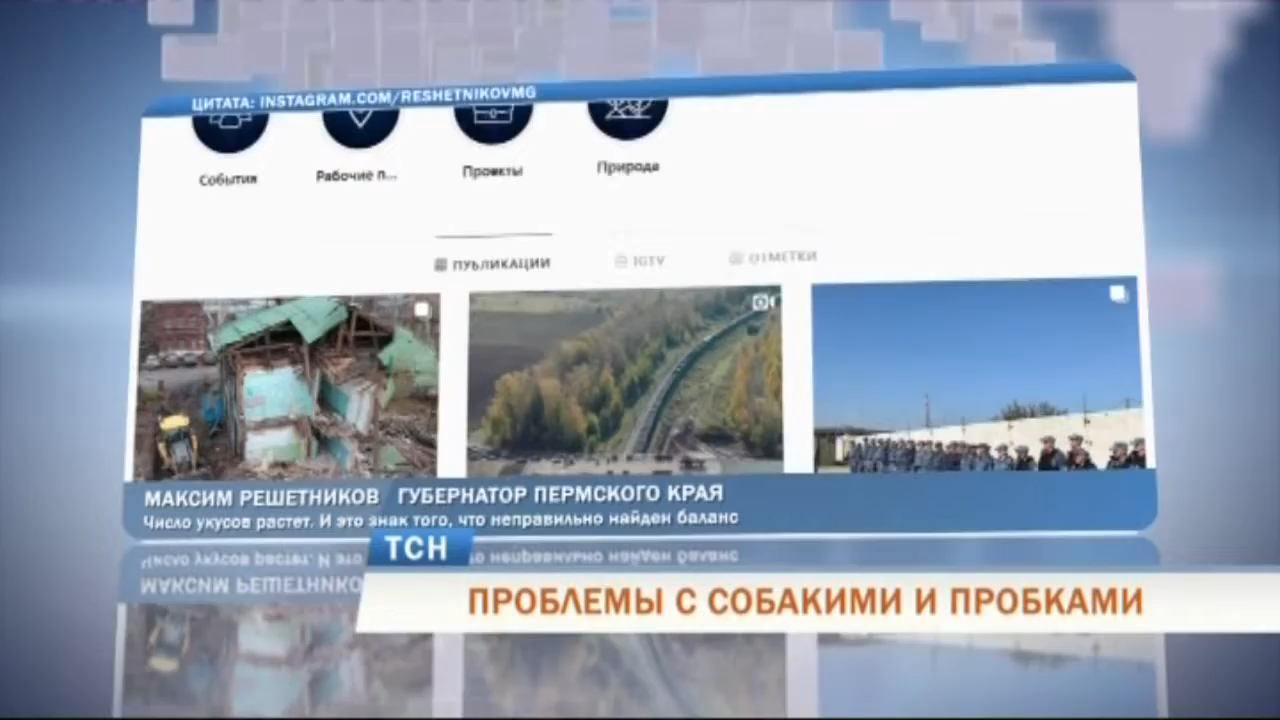 ЦИТАТА: INSTAGRAM.COM/RESHETNIKOVMG
События
Рабочие п...
Проекты
Природа
ПУБЛИКАЦИИ
IGTV
ОТМЕТКИ
МАКСИМ РЕШЕТНИКОВ ГУБЕРНАТОР ПЕРМСКОГО КРАЯ
Число укусов растет. И это знак того, что неправильно найден баланс
ТСН
ПРОБЛЕМЫ С СОБАКИМИ И ПРОБКАМИ